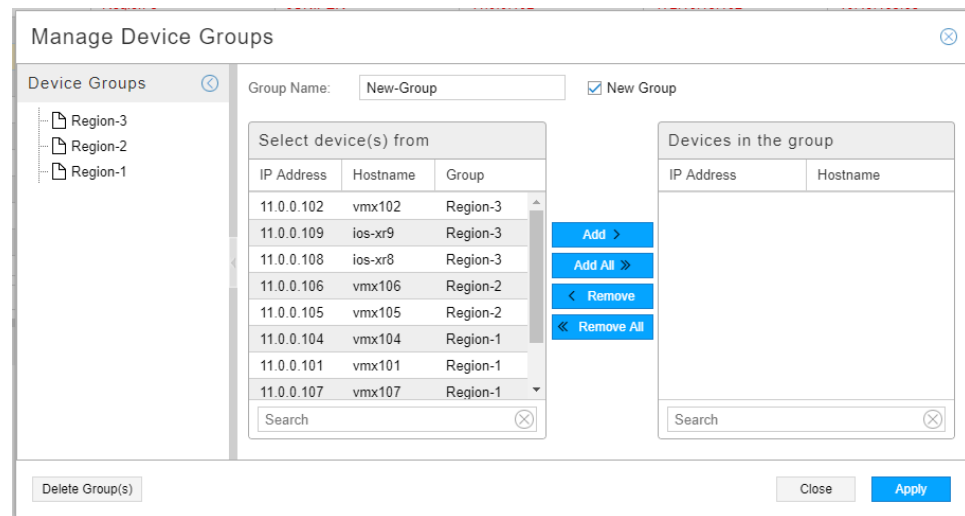 Manage Device Groups
Device Groups
Region-3
Region-2
Region-1
Group Name: New-Group New Group
Select device(s) from
IP Address Hostname Group
11.0.0.102 vmx102 Region-3
11.0.0.109 ios-xr9 Region-3
11.0.0.108 ios-xr8 Region-3
11.0.0.106 vmx106 Region-2
11.0.0.105 vmx105 Region-2
11.0.0.104 vmx104 Region-1
11.0.0.101 vmx101 Region-1
11.0.0.107 vmx107 Region-1
Search
Add >
Add All »
< Remove
« Remove All
Devices in the group
IP Address Hostname
Search
Delete Group(s) Close Apply